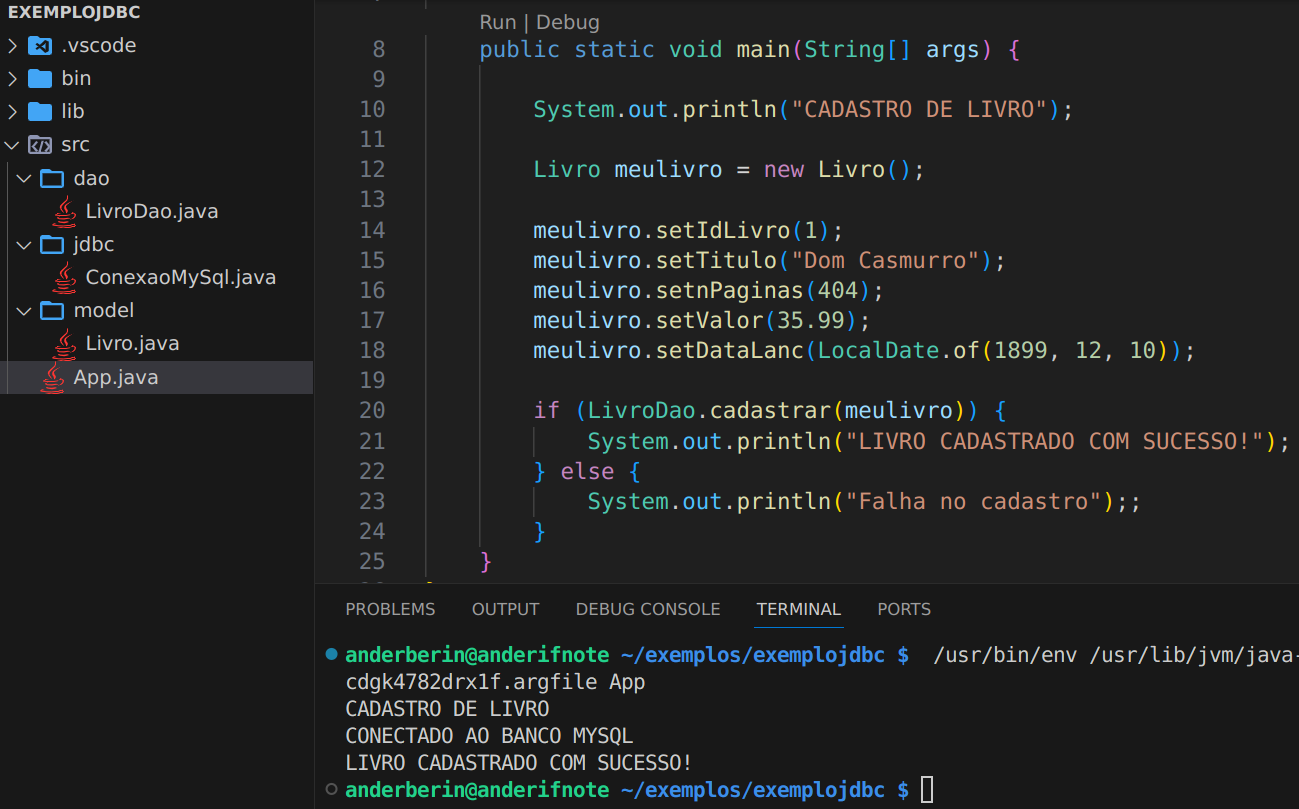 EXEMPLOJDBC
.vscode
bin
lib
src
dao
LivroDao.java
jdbc
ConexaoMySql.java
model
Livro.java
App.java
Run | Debug
8 public static void main(String[] args) {
9
10 System.out.println("CADASTRO DE LIVRO");
11
12 Livro meulivro = new Livro();
13
14 meulivro.setIdLivro(1);
15 meulivro.setTitulo("Dom Casmurro");
16 meulivro.setnPaginas(404);
17 meulivro.setValor(35.99);
18 meulivro.setDataLanc(LocalDate.of(1899, 12, 10));
19
20 if (LivroDao.cadastrar(meulivro)) {
21 System.out.println("LIVRO CADASTRADO COM SUCESSO!");
22 } else {
23 System.out.println("Falha no cadastro");;
24 }
25 }
PROBLEMS OUTPUT DEBUG CONSOLE TERMINAL PORTS
anderberin@anderifnote ~/exemplos/exemplojdbc $ /usr/bin/env /usr/lib/jvm/java-
cdgk4782drx1f.argfile App
CADASTRO DE LIVRO
CONECTADO AO BANCO MYSQL
LIVRO CADASTRADO COM SUCESSO!
anderberin@anderifnote ~/exemplos/exemplojdbc $